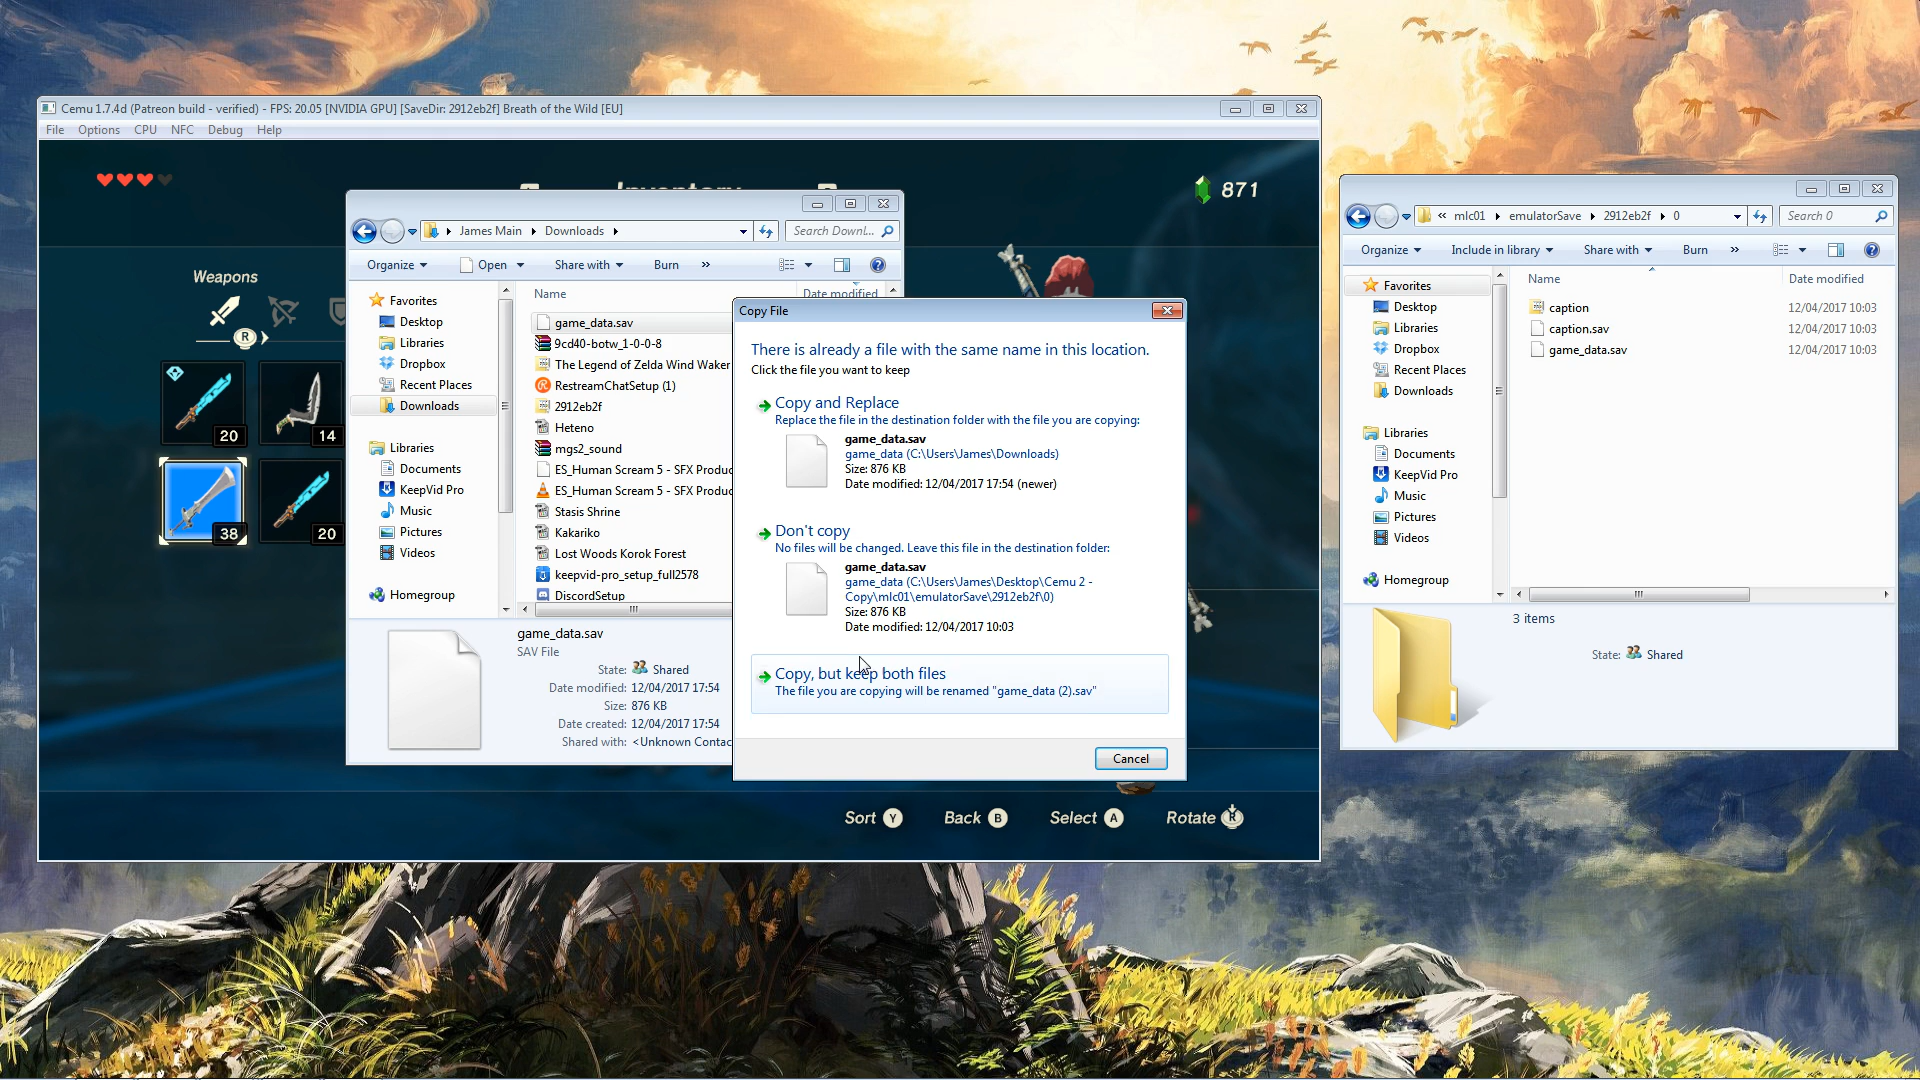 Cemu 1.7.4d (Patreon build - verified) - FPS: 20.05 [NVIDIA GPU] [SaveDir: 2912eb2f] Breath of the Wild [EU]
File Options CPU NFC Debug Help
Inventory
871
Weapons
R
20
14
38
20
Sort Y Back B Select A Rotate R
James Main Downloads
Search Downl...
Organize Open Share with Burn »
Favorites
Desktop
Libraries
Dropbox
Recent Places
Downloads
Libraries
Documents
KeepVid Pro
Music
Pictures
Videos
Homegroup
Name Date modified
game_data.sav
9cd40-botw_1-0-0-8
The Legend of Zelda Wind Waker
RestreamChatSetup (1)
2912eb2f
Heteno
mgs2_sound
ES_Human Scream 5 - SFX Produc
ES_Human Scream 5 - SFX Produc
Stasis Shrine
Kakariko
Lost Woods Korok Forest
keepvid-pro_setup_full2578
DiscordSetup
game_data.sav
SAV File
State: Shared
Date modified: 12/04/2017 17:54
Size: 876 KB
Date created: 12/04/2017 17:54
Shared with: <Unknown Contac
Copy File
There is already a file with the same name in this location.
Click the file you want to keep
Copy and Replace
Replace the file in the destination folder with the file you are copying:
game_data.sav
game_data (C:\Users\James\Downloads)
Size: 876 KB
Date modified: 12/04/2017 17:54 (newer)
Don't copy
No files will be changed. Leave this file in the destination folder:
game_data.sav
game_data (C:\Users\James\Desktop\Cemu 2 -
Copy\mlc01\emulatorSave\2912eb2f\0)
Size: 876 KB
Date modified: 12/04/2017 10:03
Copy, but keep both files
The file you are copying will be renamed "game_data (2).sav"
Cancel
« mlc01 emulatorSave 2912eb2f 0
Search 0
Organize Include in library Share with Burn »
Favorites
Desktop
Libraries
Dropbox
Recent Places
Downloads
Libraries
Documents
KeepVid Pro
Music
Pictures
Videos
Homegroup
Name Date modified
caption 12/04/2017 10:03
caption.sav 12/04/2017 10:03
game_data.sav 12/04/2017 10:03
3 items
State: Shared